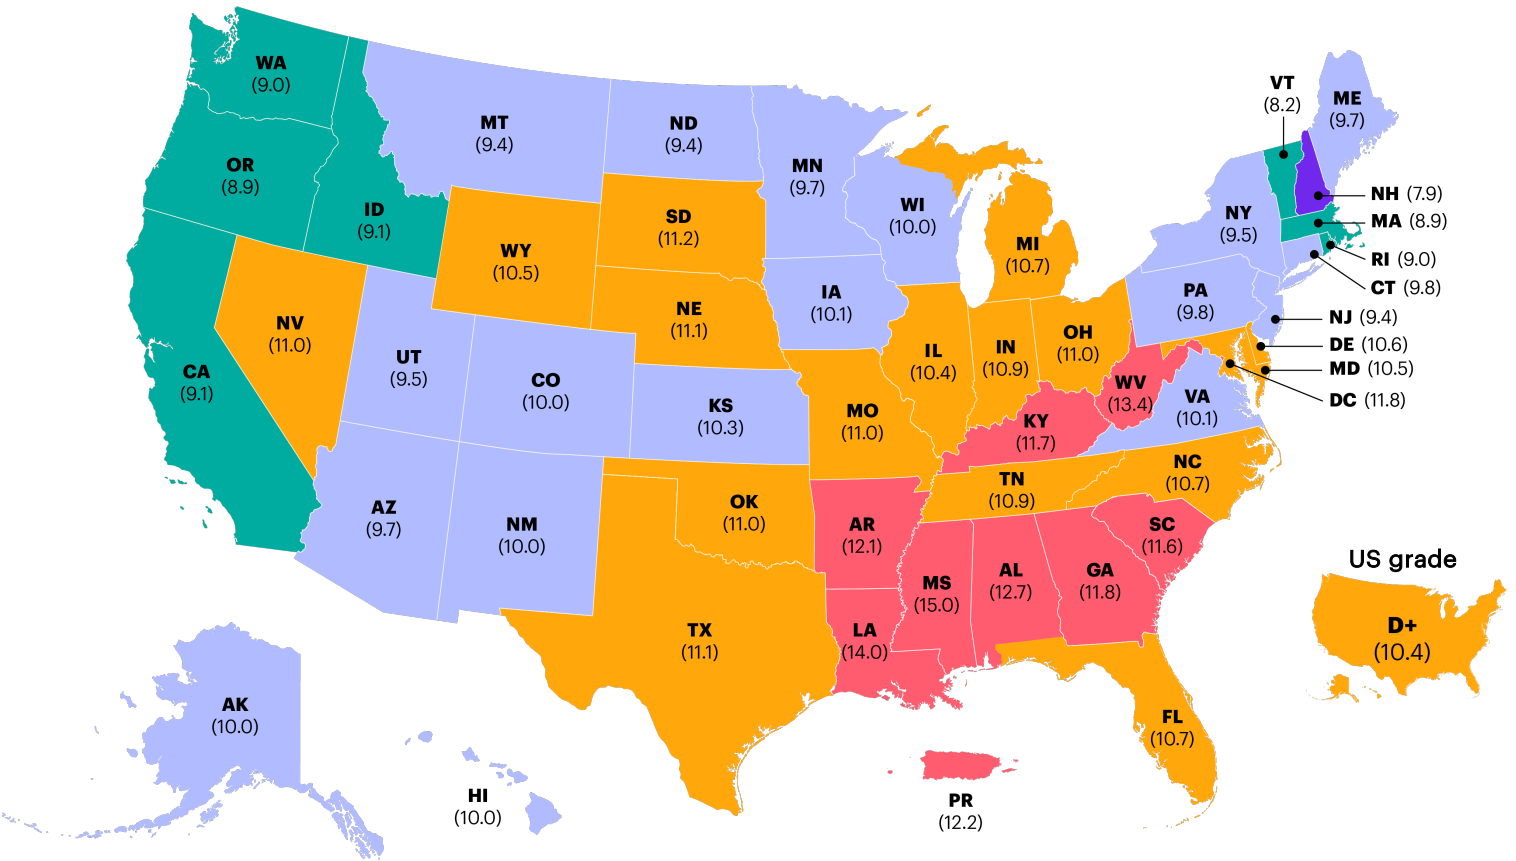 WA
(9.0)
OR
(8.9)
ID
(9.1)
MT
(9.4)
ND
(9.4)
MN
(9.7)
WI
(10.0)
SD
(11.2)
WY
(10.5)
NV
(11.0)
CA
(9.1)
UT
(9.5)
CO
(10.0)
NE
(11.1)
IA
(10.1)
KS
(10.3)
MO
(11.0)
IL
(10.4)
IN
(10.9)
MI
(10.7)
OH
(11.0)
KY
(11.7)
WV
(13.4)
VA
(10.1)
PA
(9.8)
NY
(9.5)
VT
(8.2)
ME
(9.7)
NH (7.9)
MA (8.9)
RI (9.0)
CT (9.8)
NJ (9.4)
DE (10.6)
MD (10.5)
DC (11.8)
NC
(10.7)
TN
(10.9)
SC
(11.6)
AZ
(9.7)
NM
(10.0)
OK
(11.0)
AR
(12.1)
TX
(11.1)
LA
(14.0)
MS
(15.0)
AL
(12.7)
GA
(11.8)
FL
(10.7)
AK
(10.0)
HI
(10.0)
PR
(12.2)
US grade
D+
(10.4)